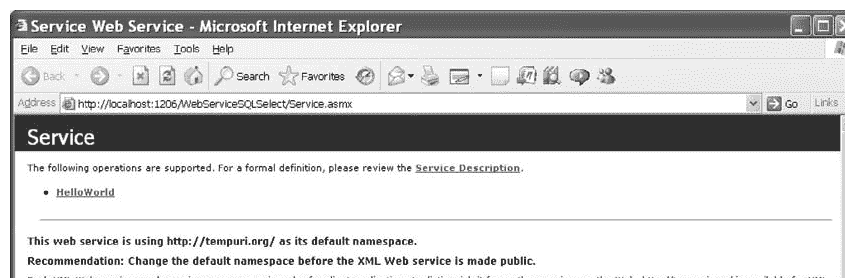 Service Web Service - Microsoft Internet Explorer
File Edit View Favorites Tools Help
Back Search Favorites
Address http://localhost:1206/WebServiceSQLSelect/Service.asmx Go Links
Service
The following operations are supported. For a formal definition, please review the Service Description.
• HelloWorld
This web service is using http://tempuri.org/ as its default namespace.
Recommendation: Change the default namespace before the XML Web service is made public.